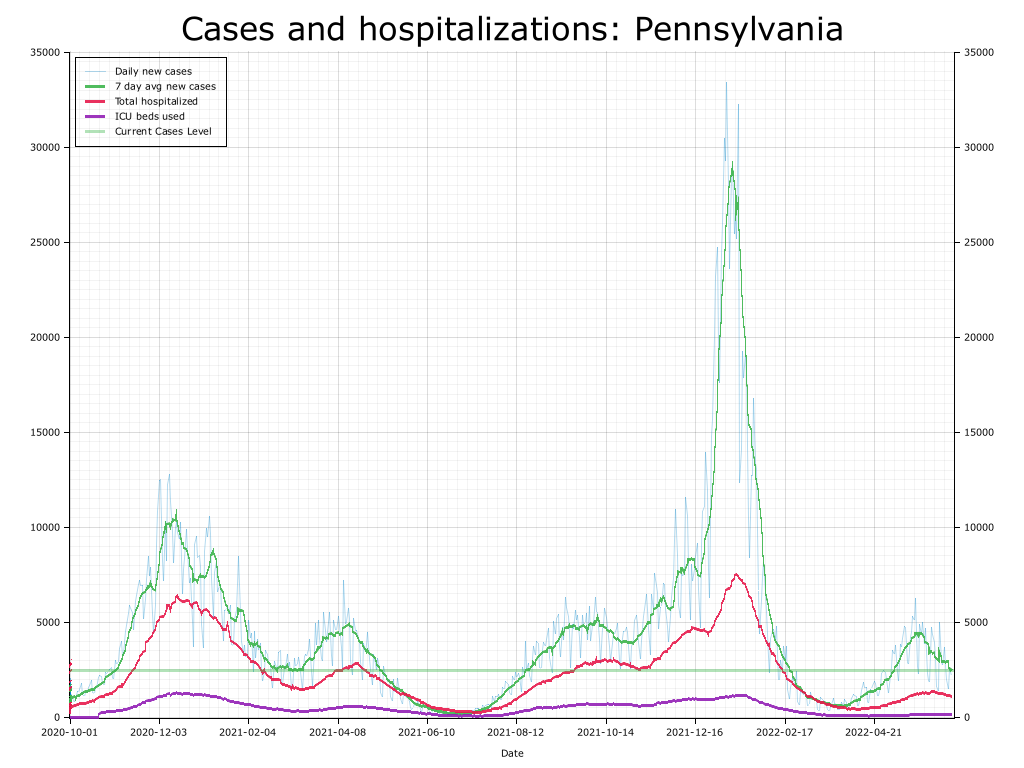 Cases and hospitalizations: Pennsylvania
35000 35000
Daily new cases
7 day avg new cases
Total hospitalized
ICU beds used
Current Cases Level
30000 30000
25000 25000
20000 20000
15000 15000
10000 10000
5000 5000
0 0
2020-10-01 2020-12-03 2021-02-04 2021-04-08 2021-06-10 2021-08-12 2021-10-14 2021-12-16 2022-02-17 2022-04-21
Date